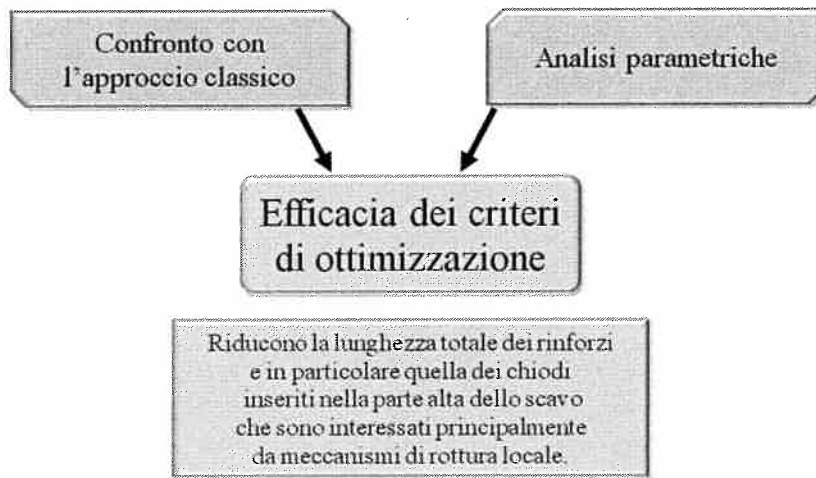 Confronto con
l'approccio classico
Analisi parametriche
Efficacia dei criteri
di ottimizzazione
Riducono la lunghezza totale dei rinforzi
e in particolare quella dei chiodi
inseriti nella parte alta dello scavo
che sono interessati principalmente
da meccanismi di rottura locale.